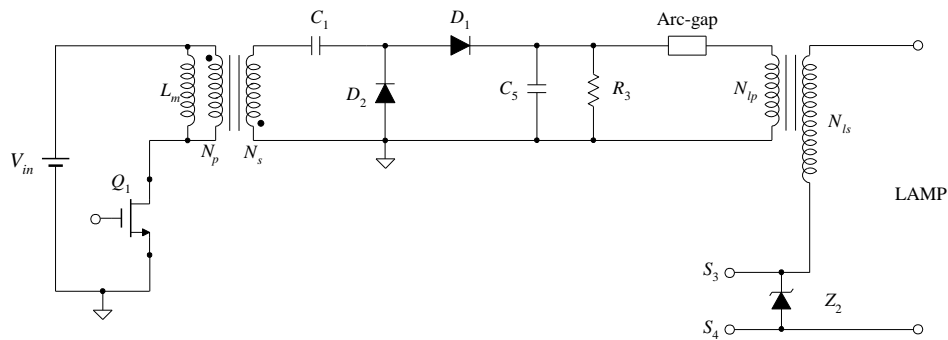 C1
D1
Arc-gap
Lm
D2
C5
R3
Nlp
Nls
Vin
Np
Ns
Q1
LAMP
S3
Z2
S4